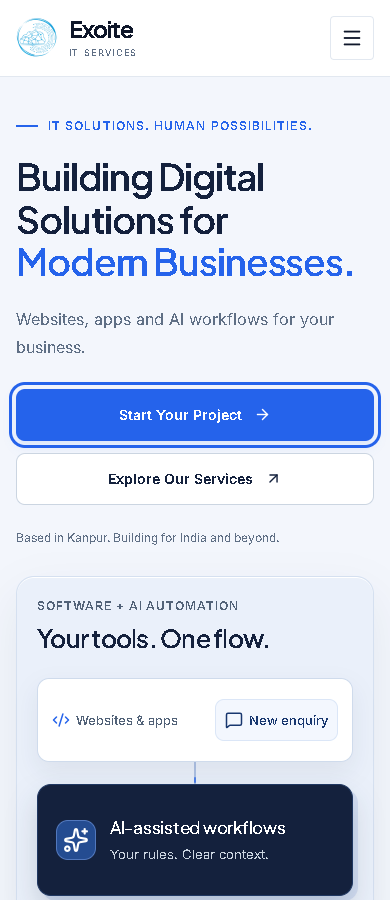 Exoite
IT SERVICES
IT SOLUTIONS. HUMAN POSSIBILITIES.
Building Digital
Solutions for
Modern Businesses.
Websites, apps and AI workflows for your
business.
Start Your Project
Explore Our Services
Based in Kanpur. Building for India and beyond.
SOFTWARE + AI AUTOMATION
Your tools. One flow.
Websites & apps
New enquiry
AI-assisted workflows
Your rules. Clear context.